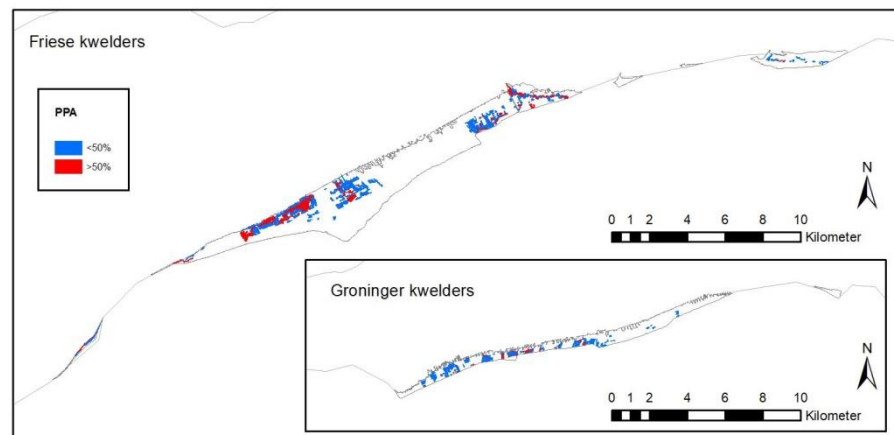 Friese kwelders
PPA
<50%
>50%
N
0 1 2 4 6 8 10
Kilometer
Groninger kwelders
N
0 1 2 4 6 8 10
Kilometer